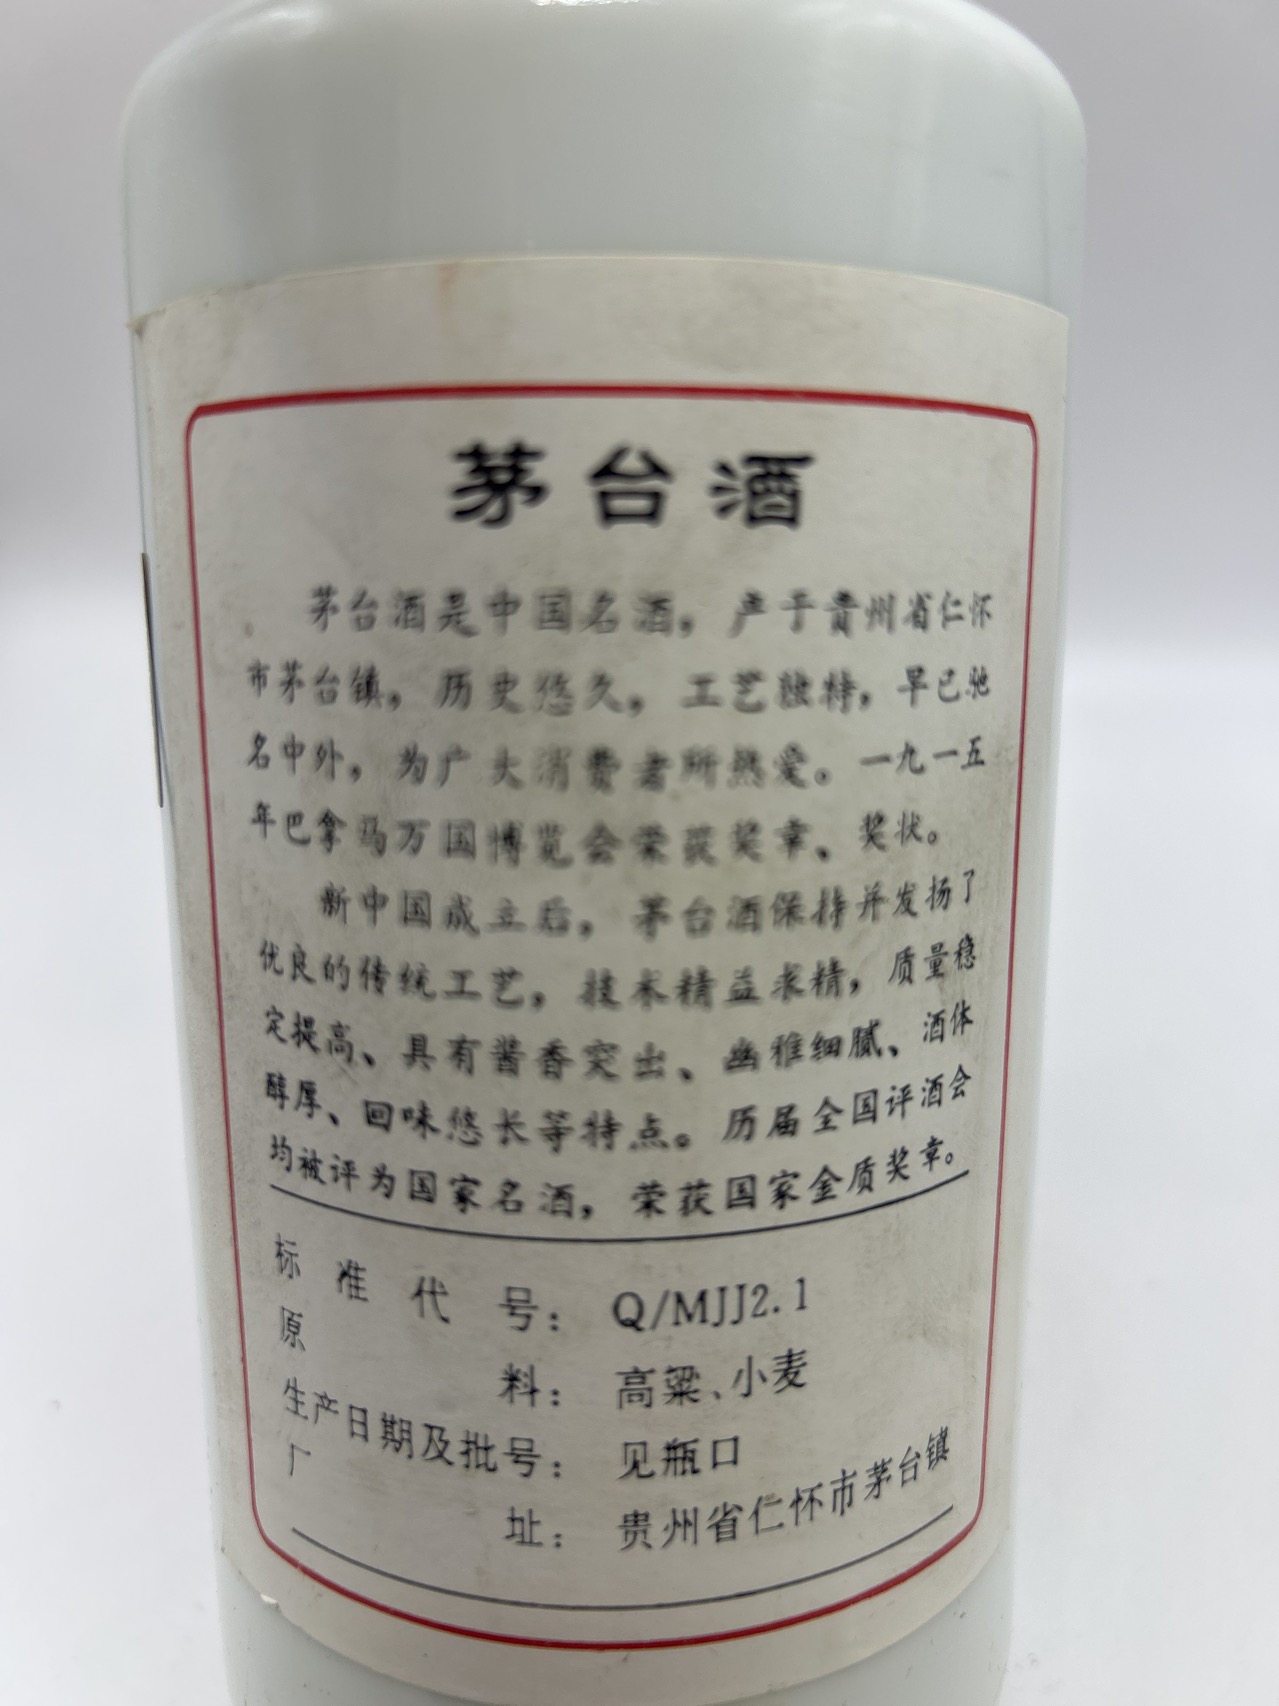 茅台酒
茅台酒是中国名酒，产于贵州省仁怀
市茅台镇，历史悠久，工艺独特，早已驰
名中外，为广大消费者所热爱。一九一五
年巴拿马万国博览会荣获奖章、奖状。
新中国成立后，茅台酒保持并发扬了
优良的传统工艺，技术精益求精，质量稳
定提高、具有酱香突出、幽雅细腻、酒体
醇厚、回味悠长等特点。历届全国评酒会
均被评为国家名酒，荣获国家金质奖章。
标准代号：Q/MJJ2.1
原料：高粱、小麦
生产日期及批号：见瓶口
厂址：贵州省仁怀市茅台镇